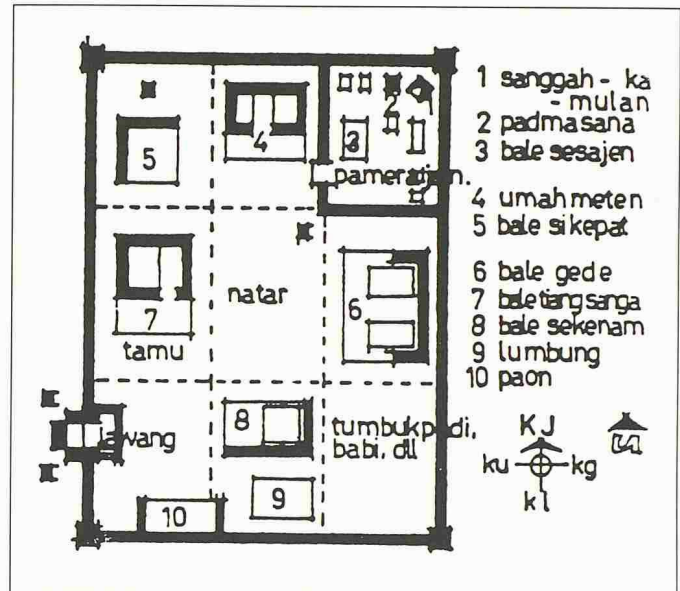 1 sanggah - ka
- mulan
2 padmasana
3 bale sesajen
4 umah meten
5 bale sikepat
6 bale gede
7 bale tiang sanga
8 bale sekenam
9 lumbung
10 paon
5
4
2
3
7
tamu
natar
6
8
tumbuk padi,
babi, dll
9
10
KJ
ku
kg
kl